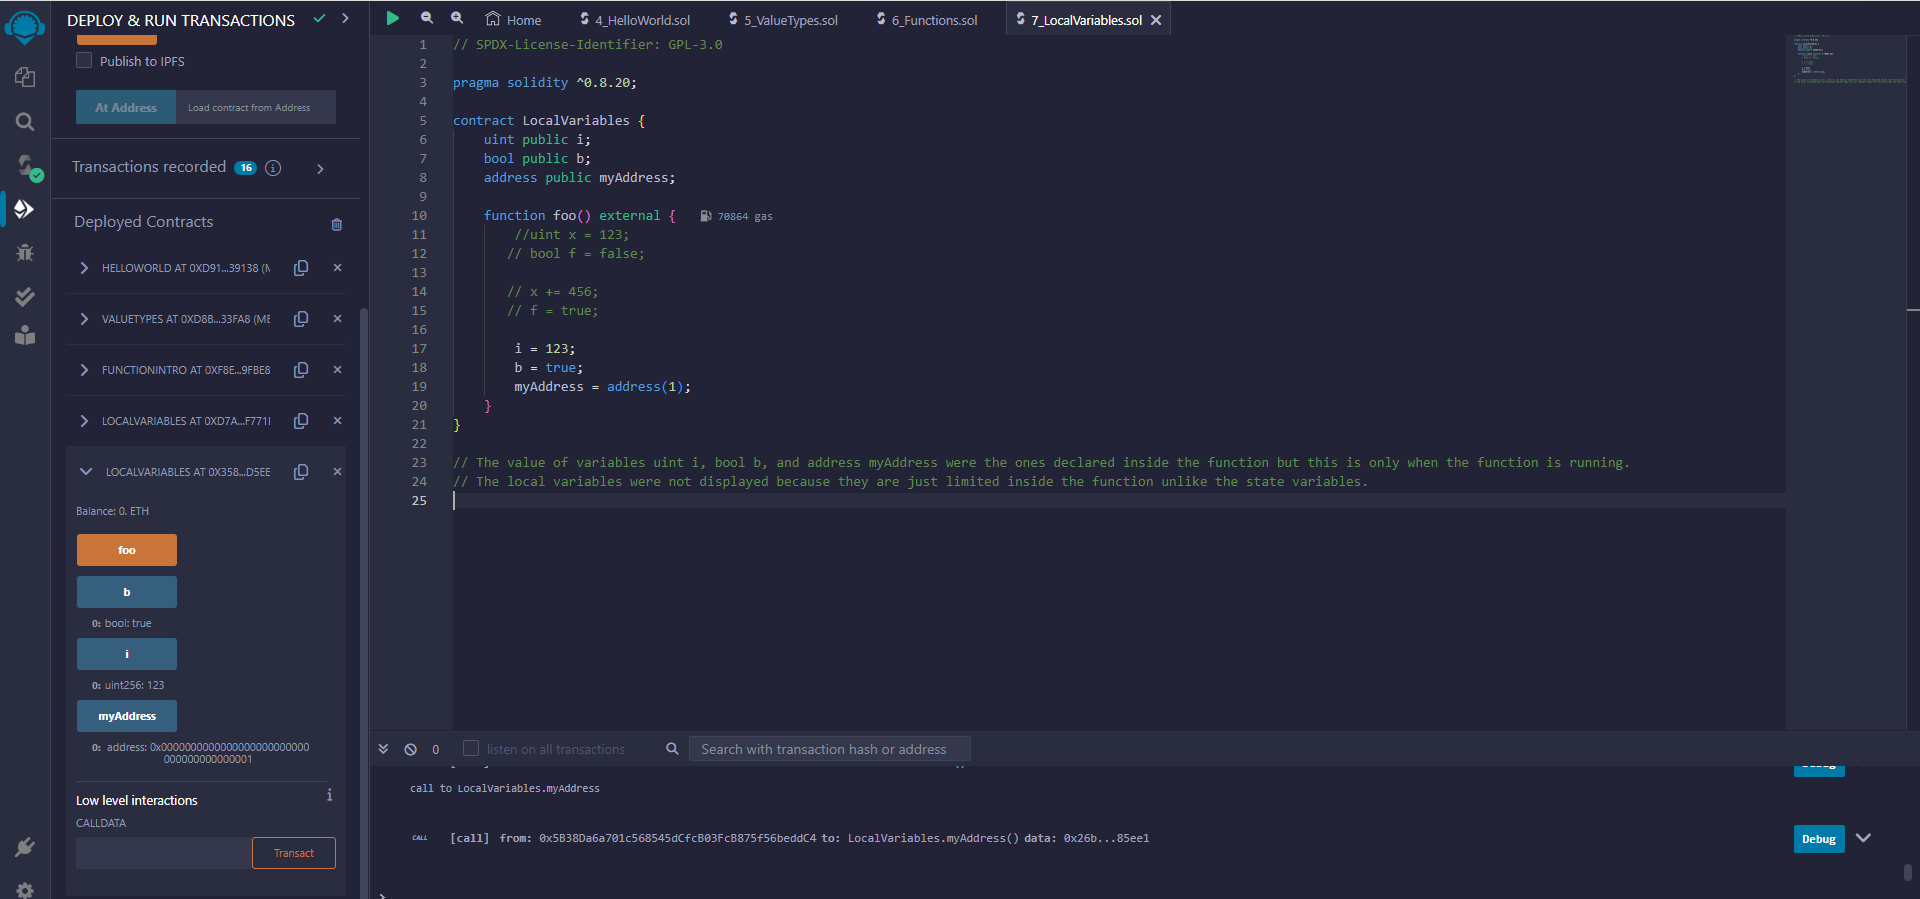 DEPLOY & RUN TRANSACTIONS
Publish to IPFS
At Address Load contract from Address
Transactions recorded 16 i
Deployed Contracts
HELLOWORLD AT 0XD91...39138 (M
VALUETYPES AT 0XD8B...33FA8 (ME
FUNCTIONINTRO AT 0XF8E...9FBE8
LOCALVARIABLES AT 0XD7A...F771I
LOCALVARIABLES AT 0X358...D5EE
Balance: 0. ETH
foo
b
0: bool: true
i
0: uint256: 123
myAddress
0: address: 0x0000000000000000000000000
000000000000001
Low level interactions i
CALLDATA
Transact
Home 4_HelloWorld.sol 5_ValueTypes.sol 6_Functions.sol 7_LocalVariables.sol
1 // SPDX-License-Identifier: GPL-3.0
2
3 pragma solidity ^0.8.20;
4
5 contract LocalVariables {
6 uint public i;
7 bool public b;
8 address public myAddress;
9
10 function foo() external { 70864 gas
11 //uint x = 123;
12 // bool f = false;
13
14 // x += 456;
15 // f = true;
16
17 i = 123;
18 b = true;
19 myAddress = address(1);
20 }
21 }
22
23 // The value of variables uint i, bool b, and address myAddress were the ones declared inside the function but this is only when the function is running.
24 // The local variables were not displayed because they are just limited inside the function unlike the state variables.
25
0 listen on all transactions Search with transaction hash or address
Debug
call to LocalVariables.myAddress
CALL [call] from: 0x5B38Da6a701c568545dCfcB03FcB875f56beddC4 to: LocalVariables.myAddress() data: 0x26b...85ee1 Debug
>